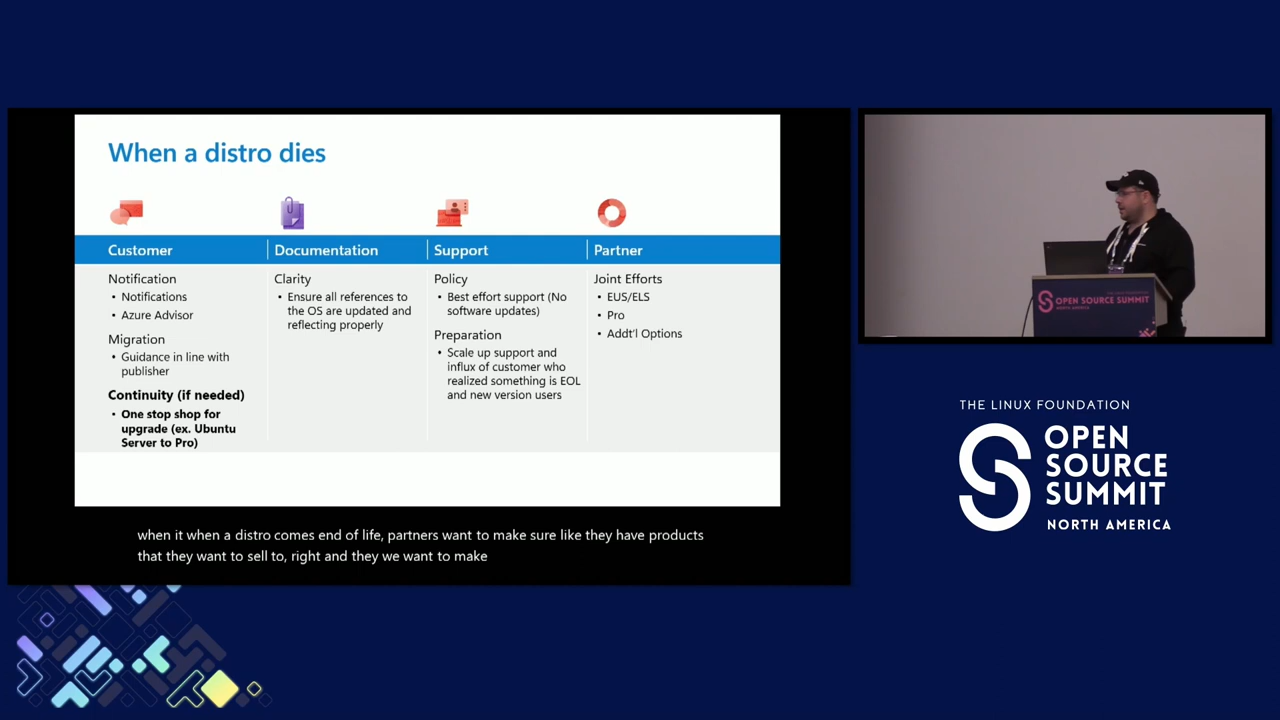 When a distro dies
Customer
Documentation
Support
Partner
Notification
• Notifications
• Azure Advisor
Migration
• Guidance in line with
publisher
Continuity (if needed)
• One stop shop for
upgrade (ex. Ubuntu
Server to Pro)
Clarity
• Ensure all references to
the OS are updated and
reflecting properly
Policy
• Best effort support (No
software updates)
Preparation
• Scale up support and
influx of customer who
realized something is EOL
and new version users
Joint Efforts
• EUS/ELS
• Pro
• Addt'l Options
when it when a distro comes end of life, partners want to make sure like they have products
that they want to sell to, right and they we want to make
OPEN SOURCE SUMMIT
THE LINUX FOUNDATION
OPEN
SOURCE
SUMMIT
NORTH AMERICA